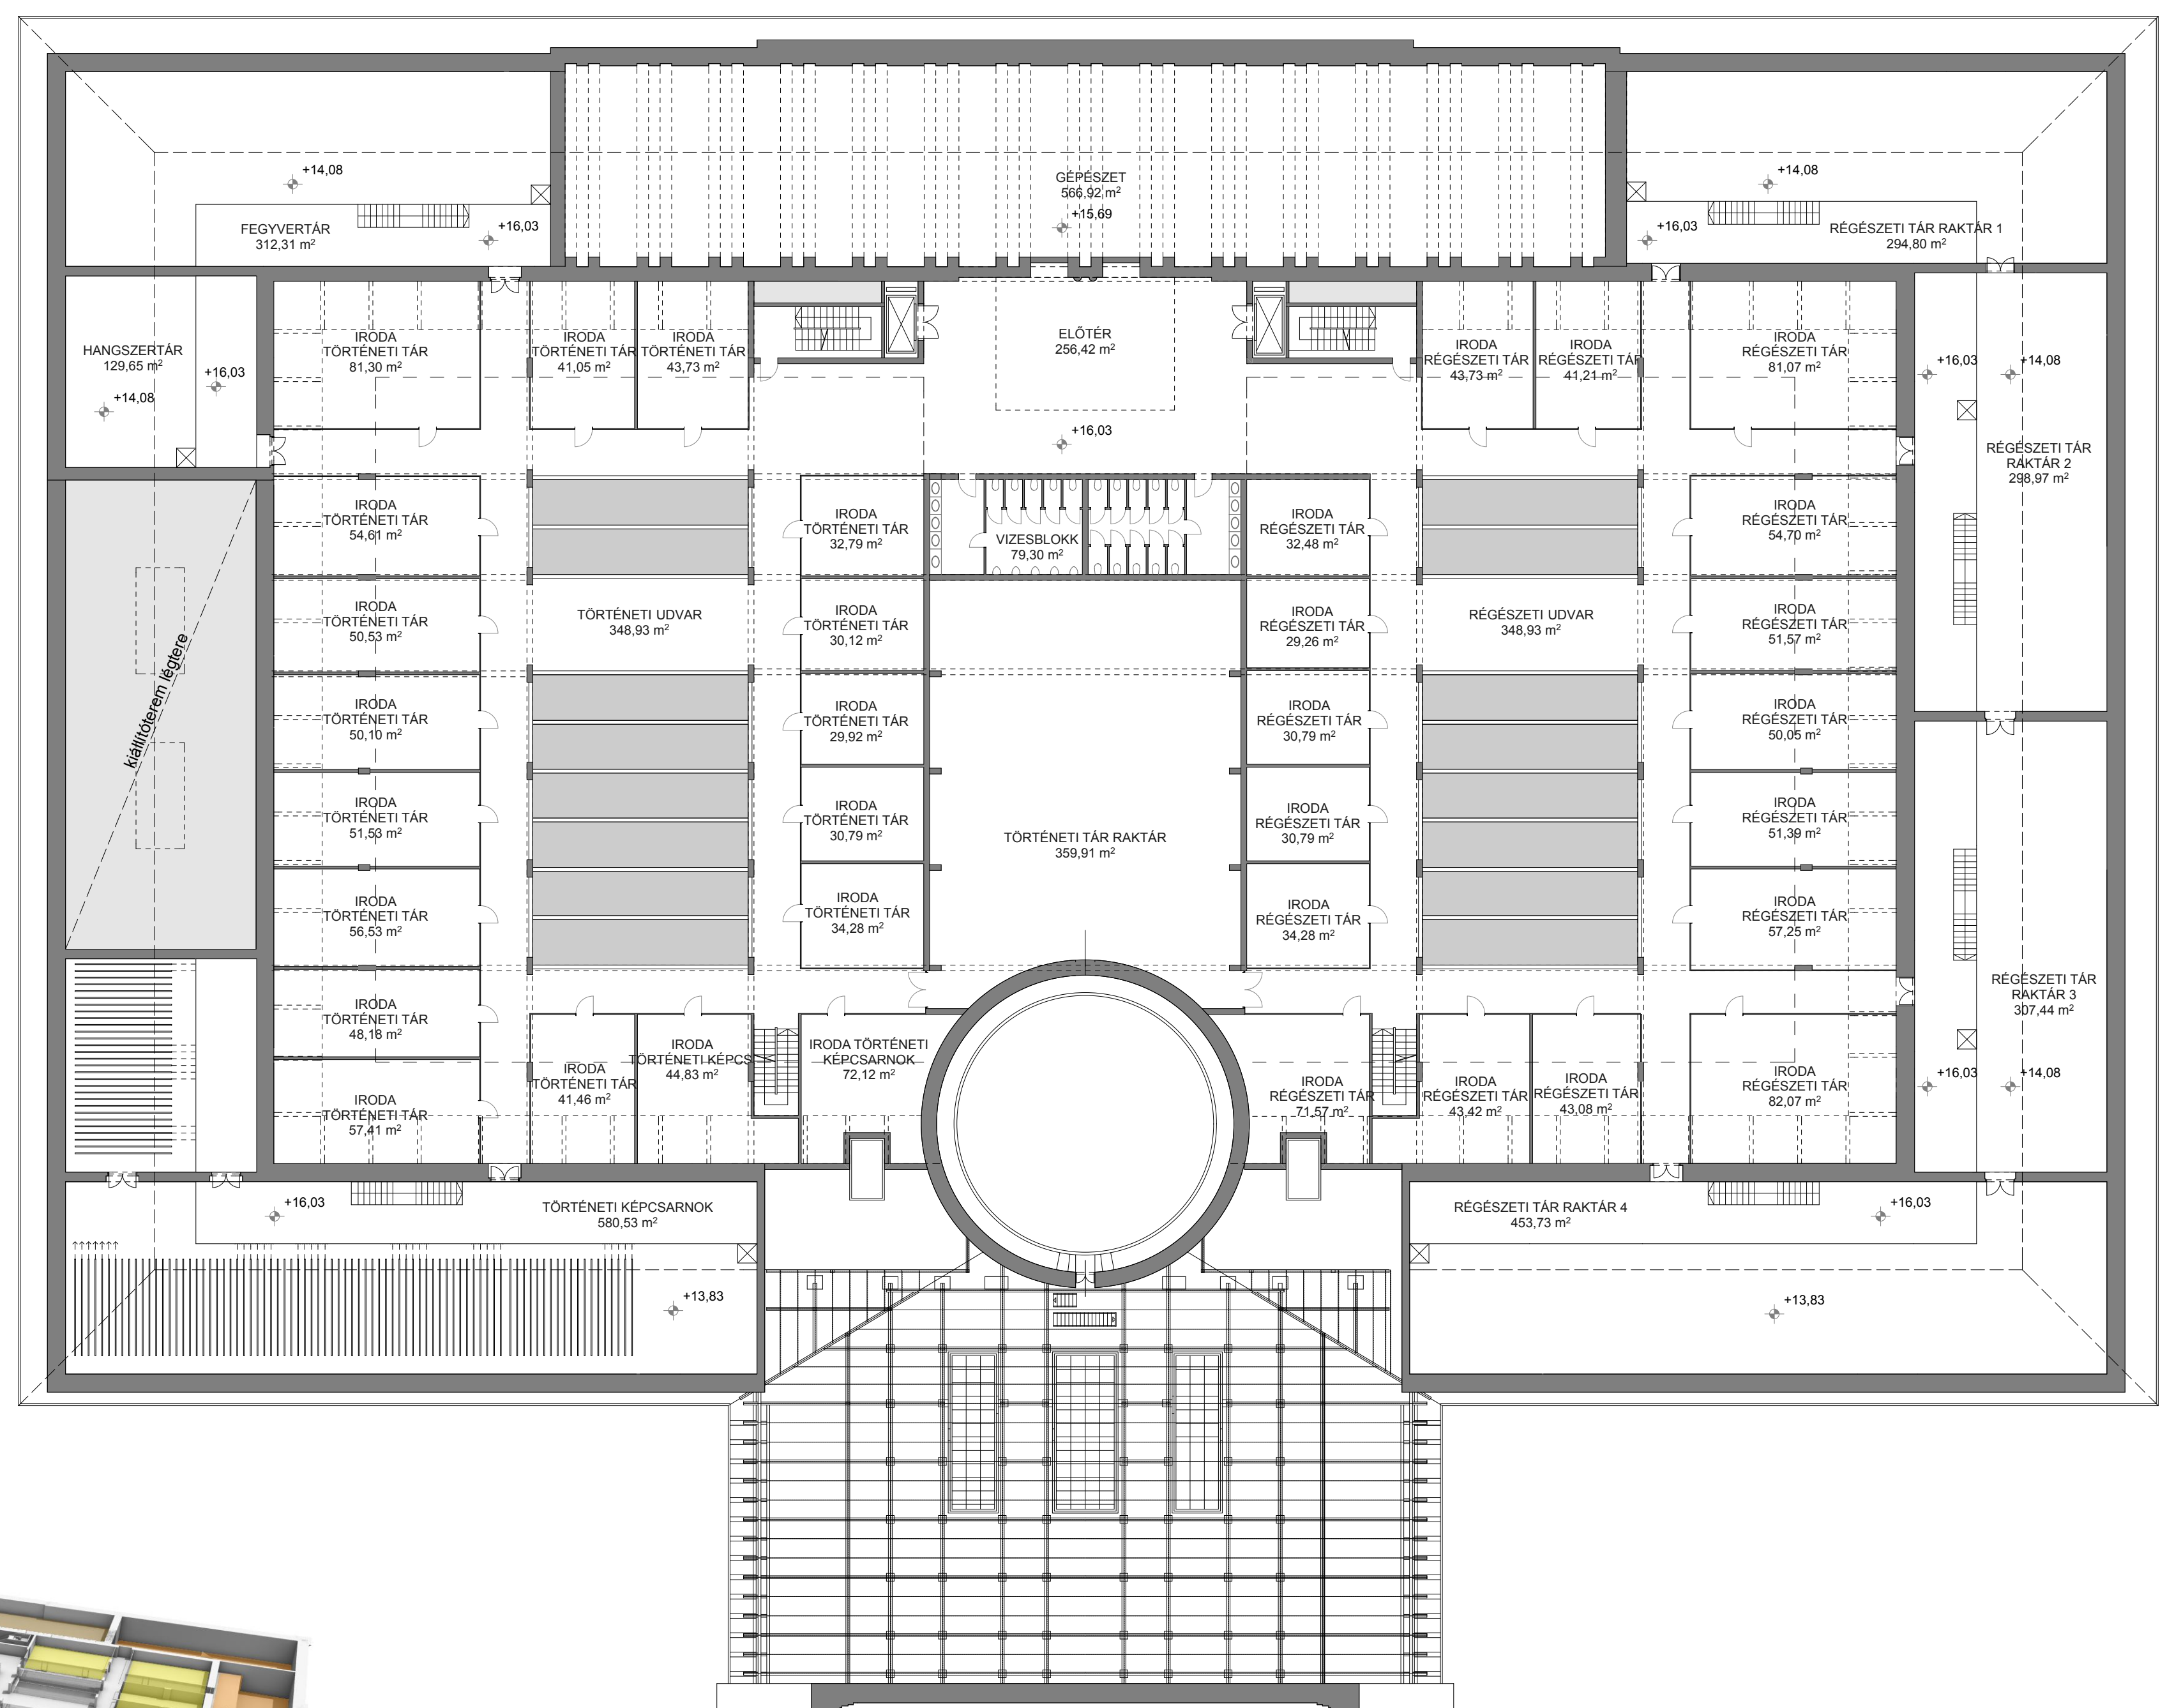 +14,08
+14,08
GÉPÉSZET
566,92 m²
+15,69
FEGYVERTÁR
312,31 m²
+16,03
+16,03
RÉGÉSZETI TÁR RAKTÁR 1
294,80 m²
HANGSZERTÁR
129,65 m²
+16,03
+14,08
IRODA
TÖRTÉNETI TÁR
81,30 m²
IRODA
TÖRTÉNETI TÁR
41,05 m²
IRODA
TÖRTÉNETI TÁR
43,73 m²
ELŐTÉR
256,42 m²
+16,03
IRODA
RÉGÉSZETI TÁR
43,73 m²
IRODA
RÉGÉSZETI TÁR
41,21 m²
IRODA
RÉGÉSZETI TÁR
81,07 m²
+16,03
+14,08
RÉGÉSZETI TÁR
RAKTÁR 2
298,97 m²
IRODA
TÖRTÉNETI TÁR
54,61 m²
IRODA
TÖRTÉNETI TÁR
32,79 m²
VIZESBLOKK
79,30 m²
IRODA
RÉGÉSZETI TÁR
32,48 m²
IRODA
RÉGÉSZETI TÁR
54,70 m²
IRODA
TÖRTÉNETI TÁR
50,53 m²
TÖRTÉNETI UDVAR
348,93 m²
IRODA
TÖRTÉNETI TÁR
30,12 m²
IRODA
RÉGÉSZETI TÁR
29,26 m²
RÉGÉSZETI UDVAR
348,93 m²
IRODA
RÉGÉSZETI TÁR
51,57 m²
kiállítóterem légtere
IRODA
TÖRTÉNETI TÁR
50,10 m²
IRODA
TÖRTÉNETI TÁR
29,92 m²
IRODA
RÉGÉSZETI TÁR
30,79 m²
IRODA
RÉGÉSZETI TÁR
50,05 m²
IRODA
TÖRTÉNETI TÁR
51,53 m²
IRODA
TÖRTÉNETI TÁR
30,79 m²
TÖRTÉNETI TÁR RAKTÁR
359,91 m²
IRODA
RÉGÉSZETI TÁR
30,79 m²
IRODA
RÉGÉSZETI TÁR
51,39 m²
IRODA
TÖRTÉNETI TÁR
56,53 m²
IRODA
TÖRTÉNETI TÁR
34,28 m²
IRODA
RÉGÉSZETI TÁR
34,28 m²
IRODA
RÉGÉSZETI TÁR
57,25 m²
IRODA
TÖRTÉNETI TÁR
48,18 m²
RÉGÉSZETI TÁR
RAKTÁR 3
307,44 m²
+16,03
+14,08
IRODA
TÖRTÉNETI TÁR
57,41 m²
IRODA
TÖRTÉNETI TÁR
41,46 m²
IRODA
TÖRTÉNETI KÉPCS
44,83 m²
IRODA TÖRTÉNETI
KÉPCSARNOK
72,12 m²
IRODA
RÉGÉSZETI TÁR
71,57 m²
IRODA
RÉGÉSZETI TÁR
43,42 m²
IRODA
RÉGÉSZETI TÁR
43,08 m²
IRODA
RÉGÉSZETI TÁR
82,07 m²
+16,03
TÖRTÉNETI KÉPCSARNOK
580,53 m²
RÉGÉSZETI TÁR RAKTÁR 4
453,73 m²
+16,03
+13,83
+13,83